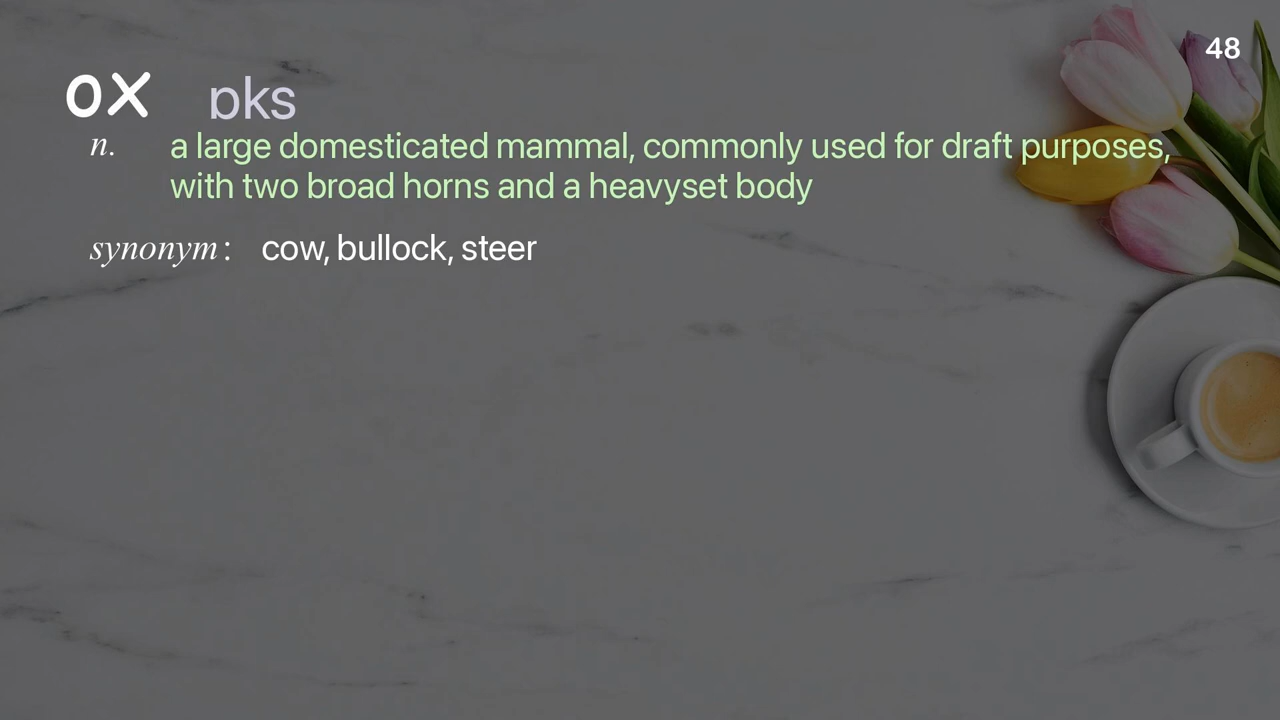 48
ox ɒks
n. a large domesticated mammal, commonly used for draft purposes,
with two broad horns and a heavyset body
synonym : cow, bullock, steer